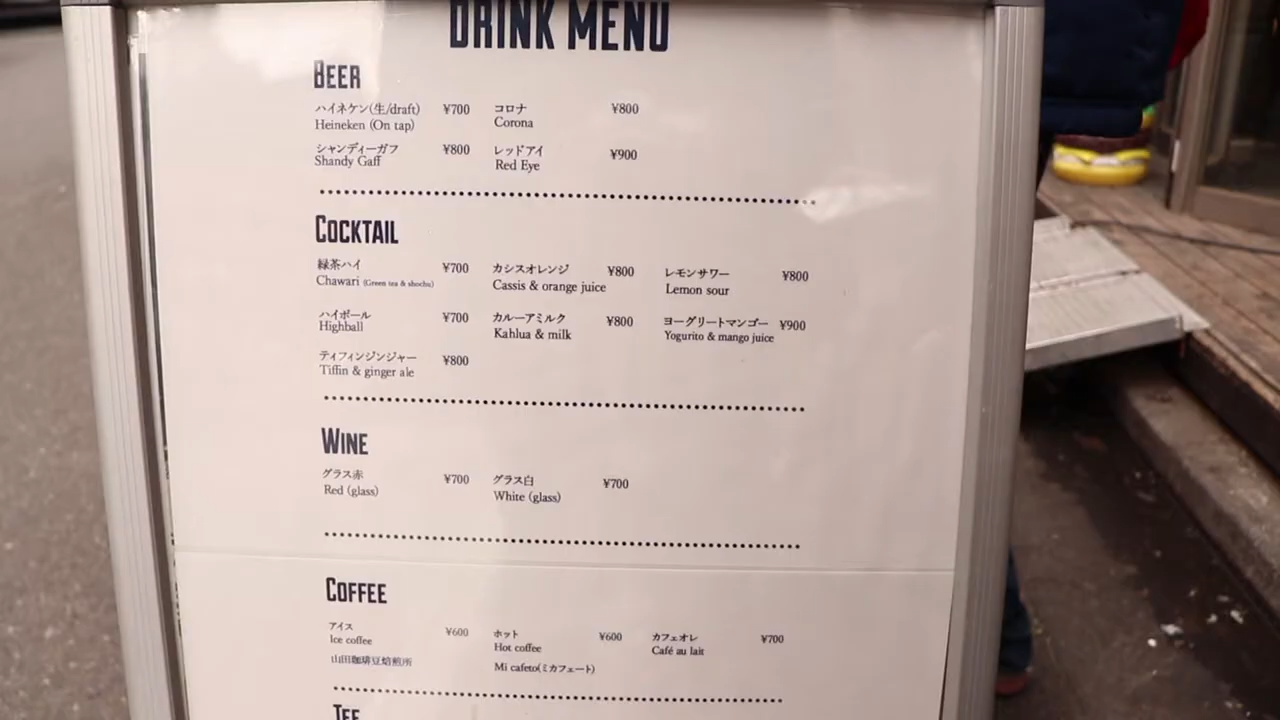 DRINK MENU
BEER
ハイネケン(生/draft) ¥700 コロナ ¥800
Heineken (On tap) Corona
シャンディーガフ ¥800 レッドアイ ¥900
Shandy Gaff Red Eye
COCKTAIL
緑茶ハイ ¥700 カシスオレンジ ¥800 レモンサワー ¥800
Chawari (Green tea & shochu) Cassis & orange juice Lemon sour
ハイボール ¥700 カルーアミルク ¥800 ヨーグリートマンゴー ¥900
Highball Kahlua & milk Yogurito & mango juice
ティフィンジンジャー ¥800
Tiffin & ginger ale
WINE
グラス赤 ¥700 グラス白 ¥700
Red (glass) White (glass)
COFFEE
アイス ¥600 ホット ¥600 カフェオレ ¥700
Ice coffee Hot coffee Café au lait
山田珈琲豆焙煎所 Mi cafeto(ミカフェート)
TEE